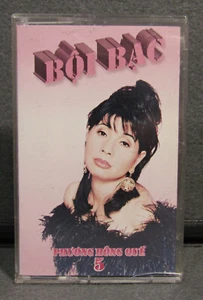 BỘI BẠC
PHƯƠNG HỒNG QUẾ
5